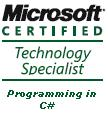 Microsoft
CERTIFIED
Technology
Specialist
Programming in
C#